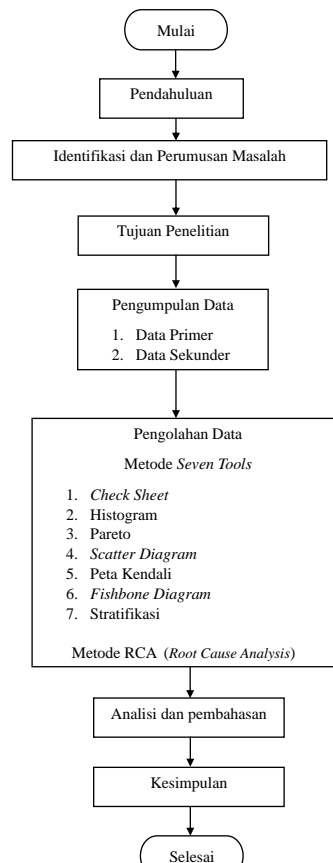 Mulai
Pendahuluan
Identifikasi dan Perumusan Masalah
Tujuan Penelitian
Pengumpulan Data
1. Data Primer
2. Data Sekunder
Pengolahan Data
Metode Seven Tools
1. Check Sheet
2. Histogram
3. Pareto
4. Scatter Diagram
5. Peta Kendali
6. Fishbone Diagram
7. Stratifikasi
Metode RCA (Root Cause Analysis)
Analisi dan pembahasan
Kesimpulan
Selesai